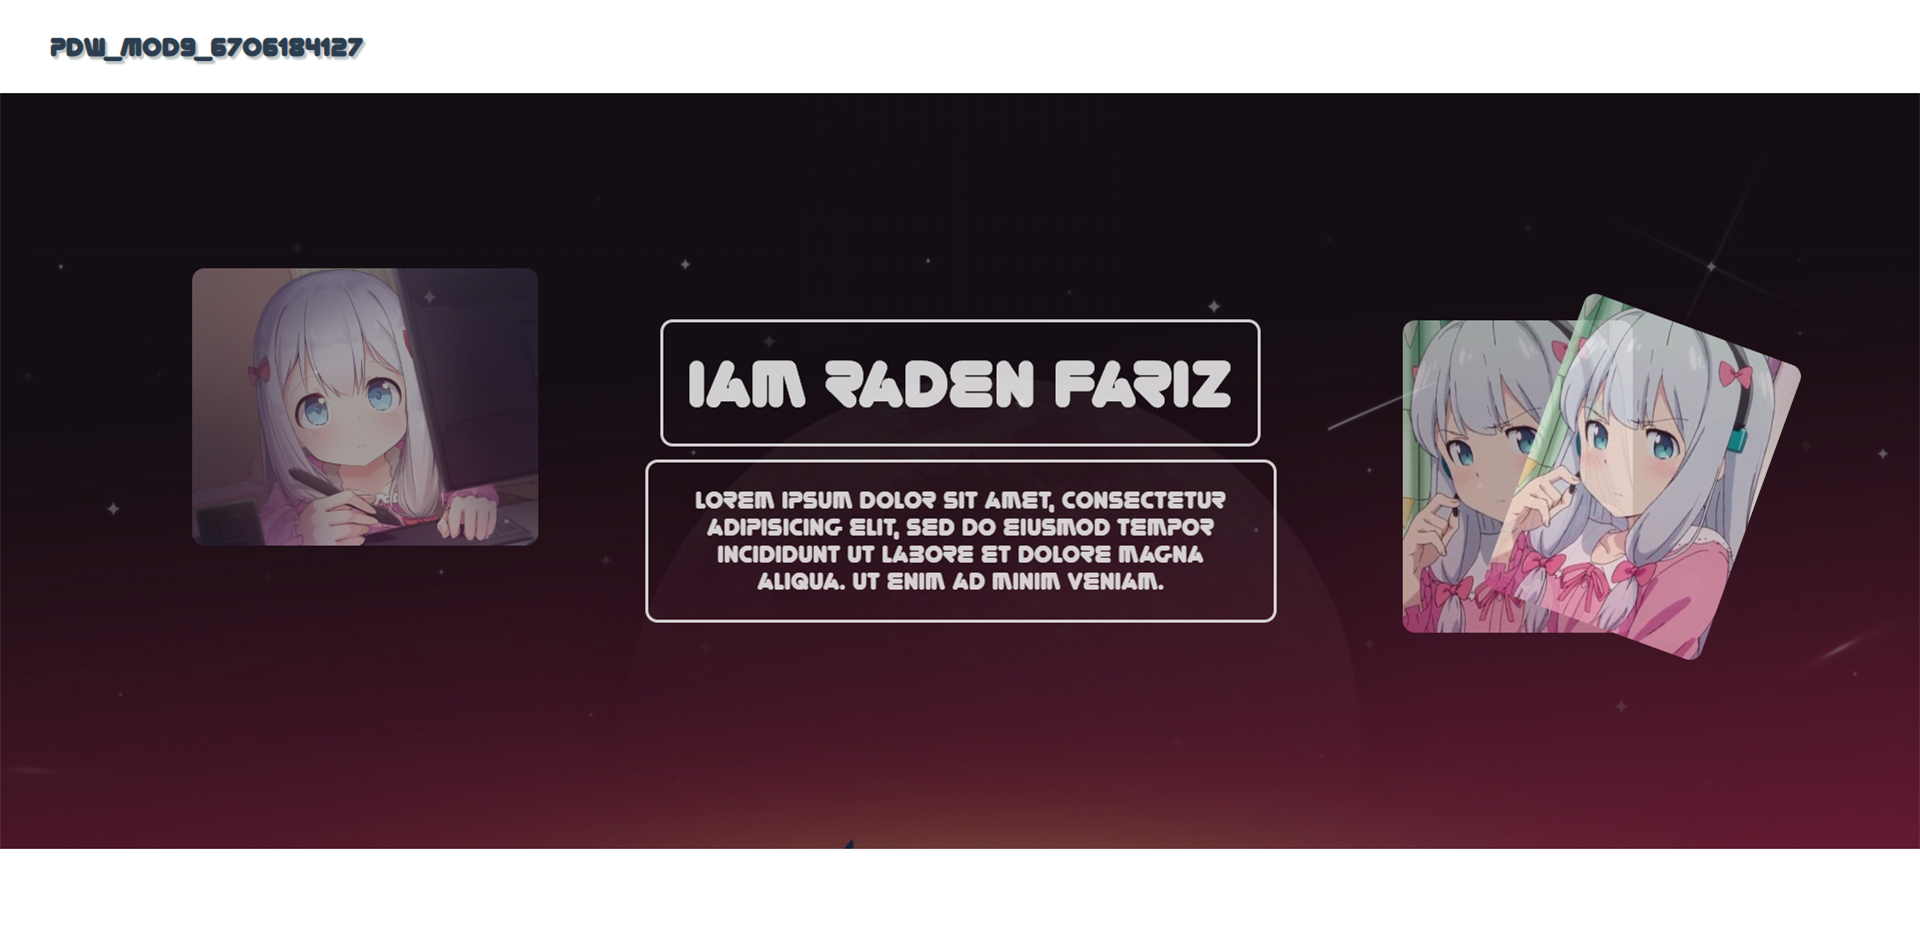 PDW_MOD9_6706184127
IAM RADEN FARIZ
LOREM IPSUM DOLOR SIT AMET, CONSECTETUR
ADIPISICING ELIT, SED DO EIUSMOD TEMPOR
INCIDIDUNT UT LABORE ET DOLORE MAGNA
ALIQUA. UT ENIM AD MINIM VENIAM.